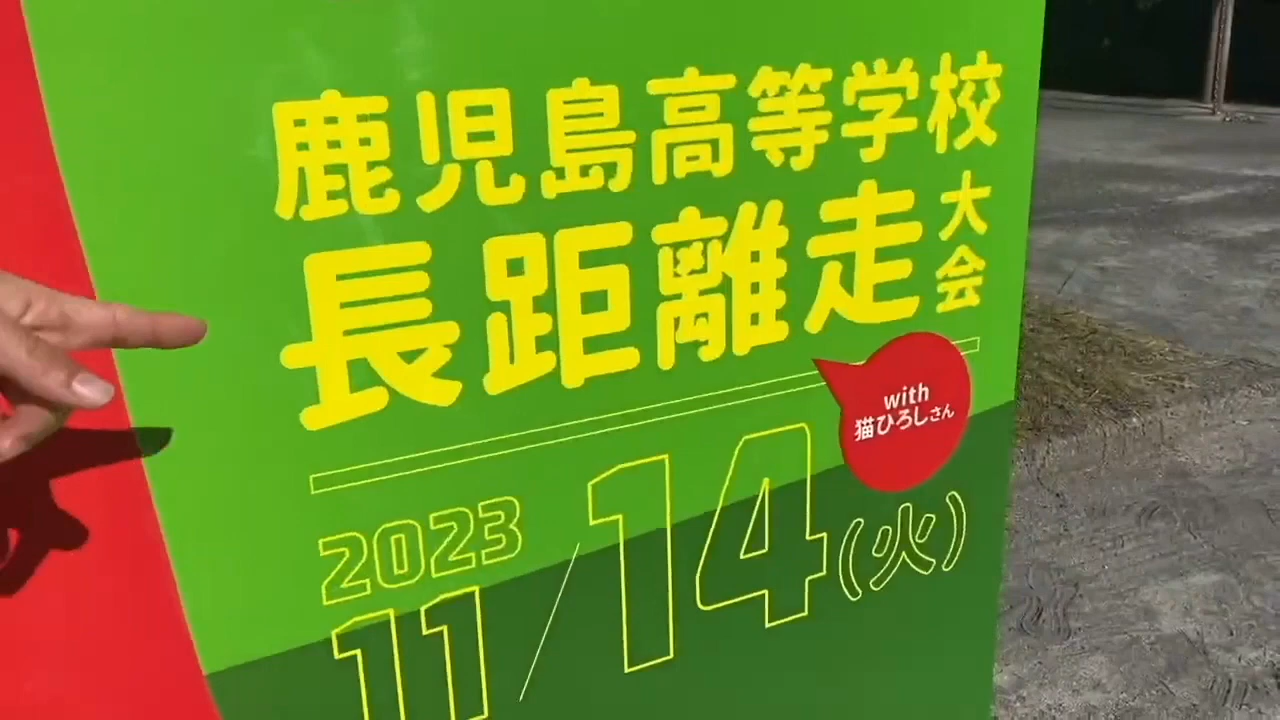 鹿児島高等学校
長距離走大会
with
猫ひろしさん
2023
11/14(火)